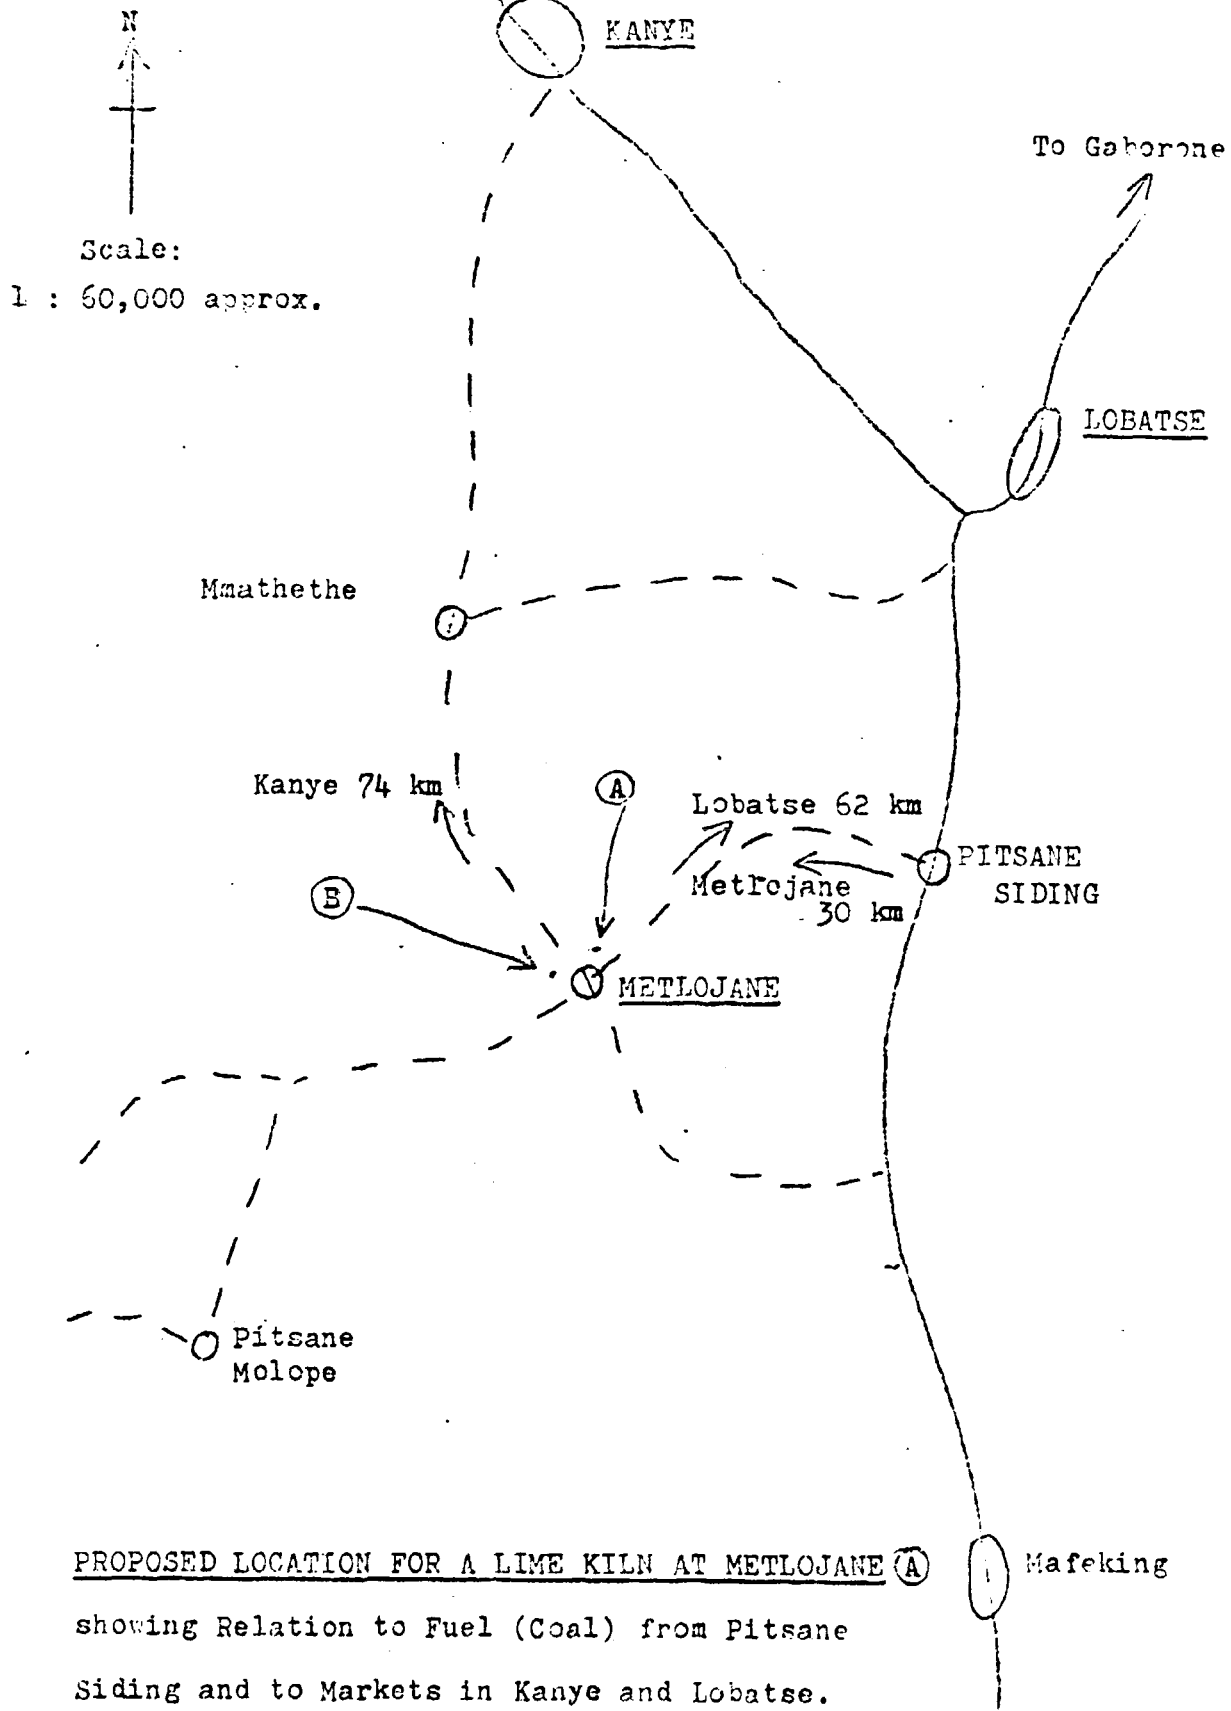 N
KANYE
To Gaborone
Scale:
1 : 60,000 approx.
LOBATSE
Mmathethe
Kanye 74 km
A
Lobatse 62 km
PITSANE
SIDING
Metrojane
30 km
B
METLOJANE
Pitsane
Molope
PROPOSED LOCATION FOR A LIME KILN AT METLOJANE A
Mafeking
showing Relation to Fuel (Coal) from Pitsane
Siding and to Markets in Kanye and Lobatse.